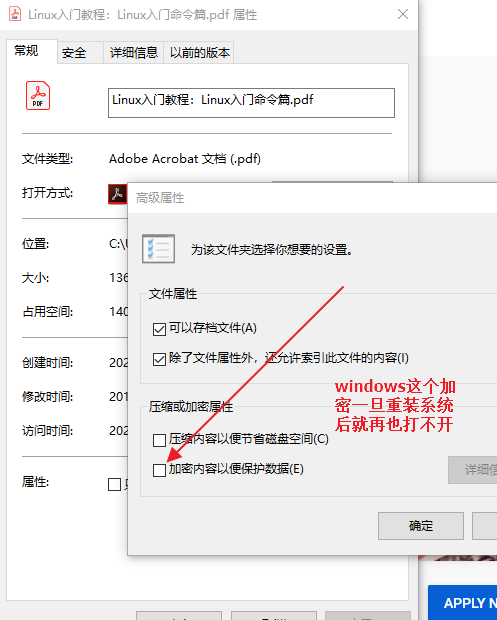 Linux入门教程：Linux入门命令篇.pdf 属性
常规
安全
详细信息
以前的版本
PDF
Linux入门教程：Linux入门命令篇.pdf
文件类型:
Adobe Acrobat 文档 (.pdf)
打开方式:
高级属性
位置:
C:\
为该文件夹选择你想要的设置。
大小:
136
占用空间:
140
文件属性
可以存档文件(A)
创建时间:
202
除了文件属性外，还允许索引此文件的内容(I)
修改时间:
201
windows这个加
密一旦重装系统
后就再也打不开
访问时间:
202
压缩或加密属性
压缩内容以便节省磁盘空间(C)
加密内容以便保护数据(E)
详细信
属性:
确定
APPLY N